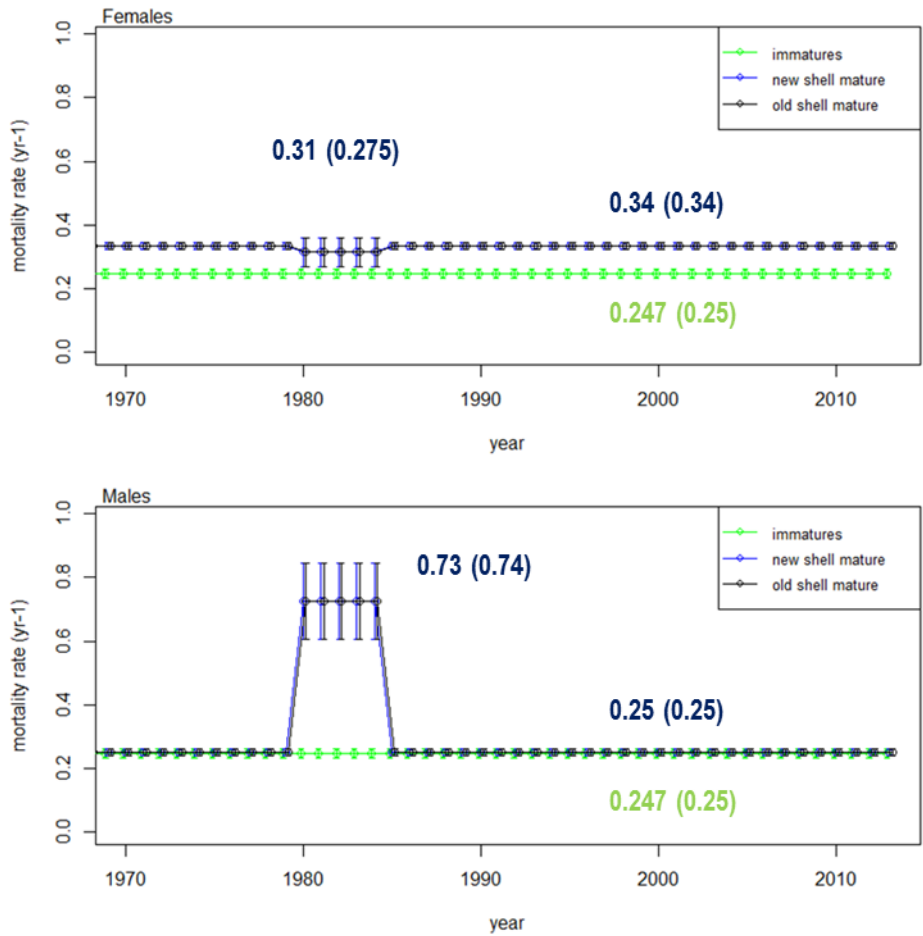 Females
1.0
0.8
0.6
0.4
0.2
0.0
mortality rate (yr-1)
immatures
new shell mature
old shell mature
0.31 (0.275)
0.34 (0.34)
0.247 (0.25)
1970 1980 1990 2000 2010
year
Males
1.0
0.8
0.6
0.4
0.2
0.0
mortality rate (yr-1)
immatures
new shell mature
old shell mature
0.73 (0.74)
0.25 (0.25)
0.247 (0.25)
1970 1980 1990 2000 2010
year